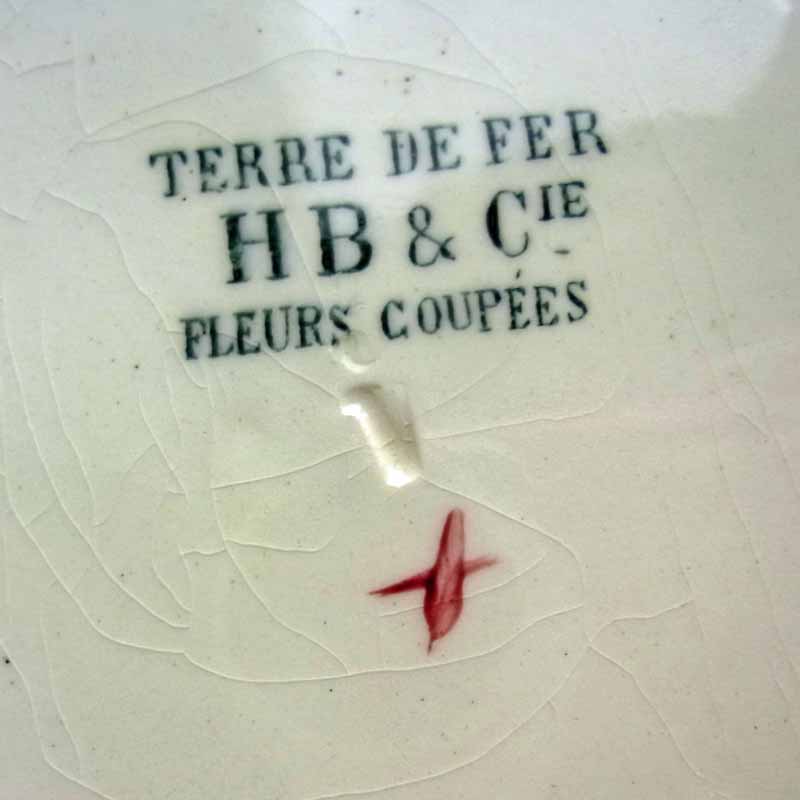 TERRE DE FER
HB & CIE
FLEURS COUPÉES